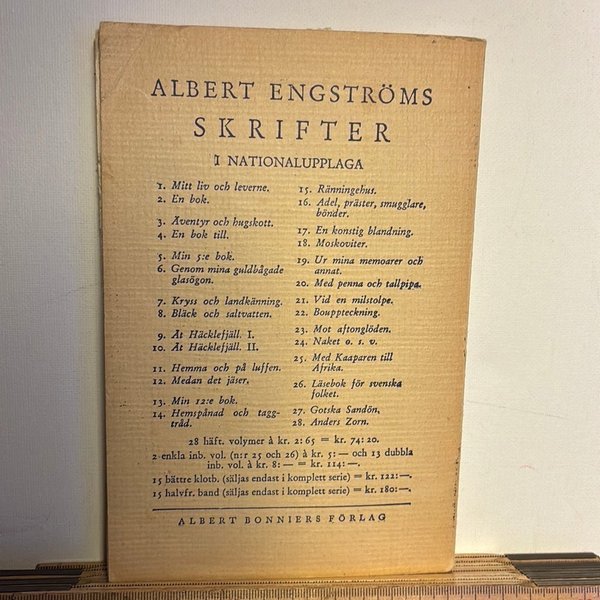 ALBERT ENGSTRÖMS
SKRIFTER
I NATIONALUPPLAGA
1. Mitt liv och leverne.
2. En bok.
3. Äventyr och hugskott.
4. En bok till.
5. Min 5:e bok.
6. Genom mina guldbågade
glasögon.
7. Kryss och landkänning.
8. Bläck och saltvatten.
9. Åt Häcklefjäll. I.
10. Åt Häcklefjäll. II.
11. Hemma och på luffen.
12. Medan det jäser.
13. Min 12:e bok.
14. Hemspånad och tagg-
tråd.
15. Ränningehus.
16. Adel, präster, smugglare,
bönder.
17. En konstig blandning.
18. Moskoviter.
19. Ur mina memoarer och
annat.
20. Med penna och tallpipa.
21. Vid en milstolpe.
22. Bouppteckning.
23. Mot aftonglöden.
24. Naket o. s. v.
25. Med Kaaparen till
Afrika.
26. Läsebok för svenska
folket.
27. Gotska Sandön,
28. Anders Zorn.
28 häft. volymer à kr. 2: 65 = kr. 74: 20.
2 enkla inb. vol. (n:r 25 och 26) à kr. 5: — och 13 dubbla
inb. vol. à kr. 8: — = kr. 114: —.
15 bättre klotb. (säljas endast i komplett serie) = kr. 122: —.
15 halvfr. band (säljas endast i komplett serie) = kr. 180: —.
ALBERT BONNIERS FÖRLAG